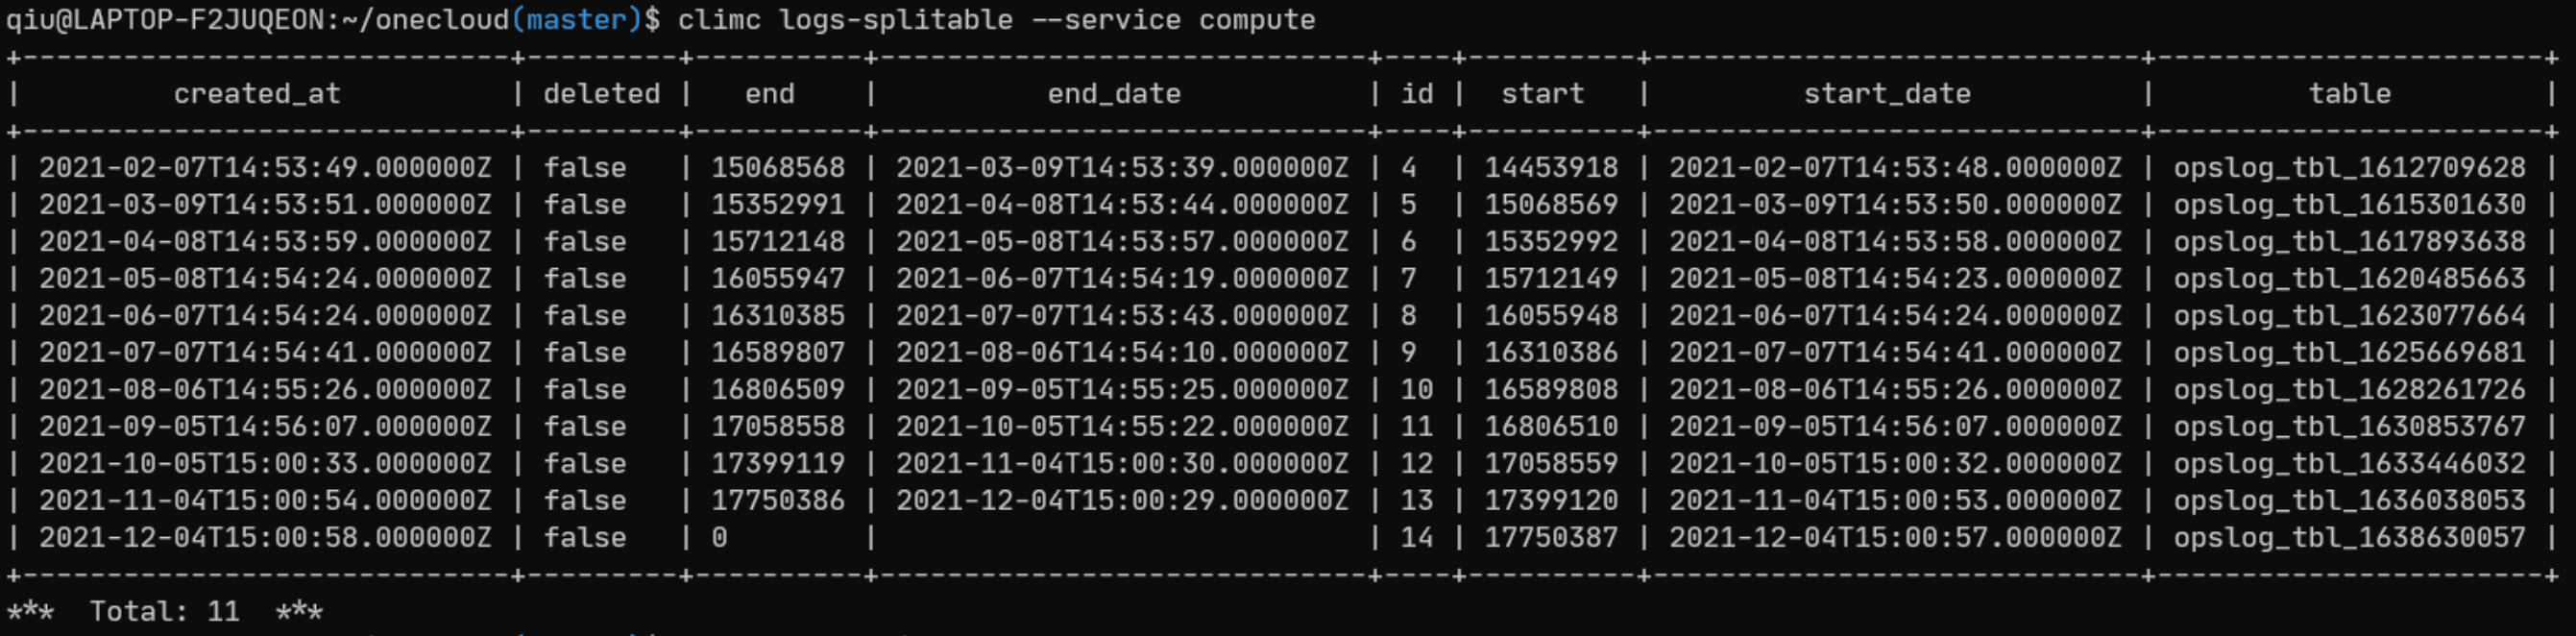 qiu@LAPTOP-F2JUQEON:~/onecloud(master)$ climc logs-splitable --service compute
+-----------------------------+---------+----------+-----------------------------+----+----------+-----------------------------+-----------------------+
| created_at | deleted | end | end_date | id | start | start_date | table |
+-----------------------------+---------+----------+-----------------------------+----+----------+-----------------------------+-----------------------+
| 2021-02-07T14:53:49.000000Z | false | 15068568 | 2021-03-09T14:53:39.000000Z | 4 | 14453918 | 2021-02-07T14:53:48.000000Z | opslog_tbl_1612709628 |
| 2021-03-09T14:53:51.000000Z | false | 15352991 | 2021-04-08T14:53:44.000000Z | 5 | 15068569 | 2021-03-09T14:53:50.000000Z | opslog_tbl_1615301630 |
| 2021-04-08T14:53:59.000000Z | false | 15712148 | 2021-05-08T14:53:57.000000Z | 6 | 15352992 | 2021-04-08T14:53:58.000000Z | opslog_tbl_1617893638 |
| 2021-05-08T14:54:24.000000Z | false | 16055947 | 2021-06-07T14:54:19.000000Z | 7 | 15712149 | 2021-05-08T14:54:23.000000Z | opslog_tbl_1620485663 |
| 2021-06-07T14:54:24.000000Z | false | 16310385 | 2021-07-07T14:53:43.000000Z | 8 | 16055948 | 2021-06-07T14:54:24.000000Z | opslog_tbl_1623077664 |
| 2021-07-07T14:54:41.000000Z | false | 16589807 | 2021-08-06T14:54:10.000000Z | 9 | 16310386 | 2021-07-07T14:54:41.000000Z | opslog_tbl_1625669681 |
| 2021-08-06T14:55:26.000000Z | false | 16806509 | 2021-09-05T14:55:25.000000Z | 10 | 16589808 | 2021-08-06T14:55:26.000000Z | opslog_tbl_1628261726 |
| 2021-09-05T14:56:07.000000Z | false | 17058558 | 2021-10-05T14:55:22.000000Z | 11 | 16806510 | 2021-09-05T14:56:07.000000Z | opslog_tbl_1630853767 |
| 2021-10-05T15:00:33.000000Z | false | 17399119 | 2021-11-04T15:00:30.000000Z | 12 | 17058559 | 2021-10-05T15:00:32.000000Z | opslog_tbl_1633446032 |
| 2021-11-04T15:00:54.000000Z | false | 17750386 | 2021-12-04T15:00:29.000000Z | 13 | 17399120 | 2021-11-04T15:00:53.000000Z | opslog_tbl_1636038053 |
| 2021-12-04T15:00:58.000000Z | false | 0 | | 14 | 17750387 | 2021-12-04T15:00:57.000000Z | opslog_tbl_1638630057 |
+-----------------------------+---------+----------+-----------------------------+----+----------+-----------------------------+-----------------------+
*** Total: 11 ***